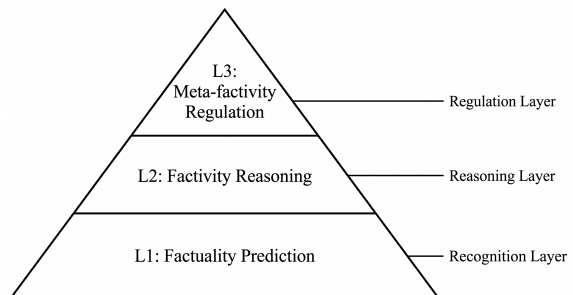 L3:
Meta-factivity
Regulation
Regulation Layer
L2: Factivity Reasoning
Reasoning Layer
L1: Factuality Prediction
Recognition Layer